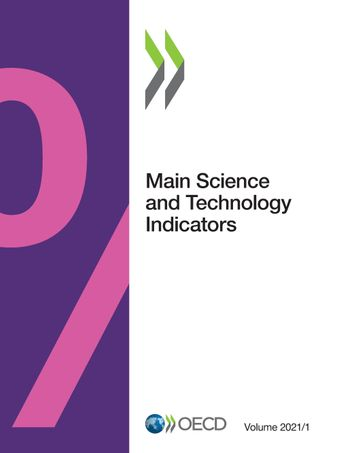 Main Science
and Technology
Indicators
OECD
Volume 2021/1